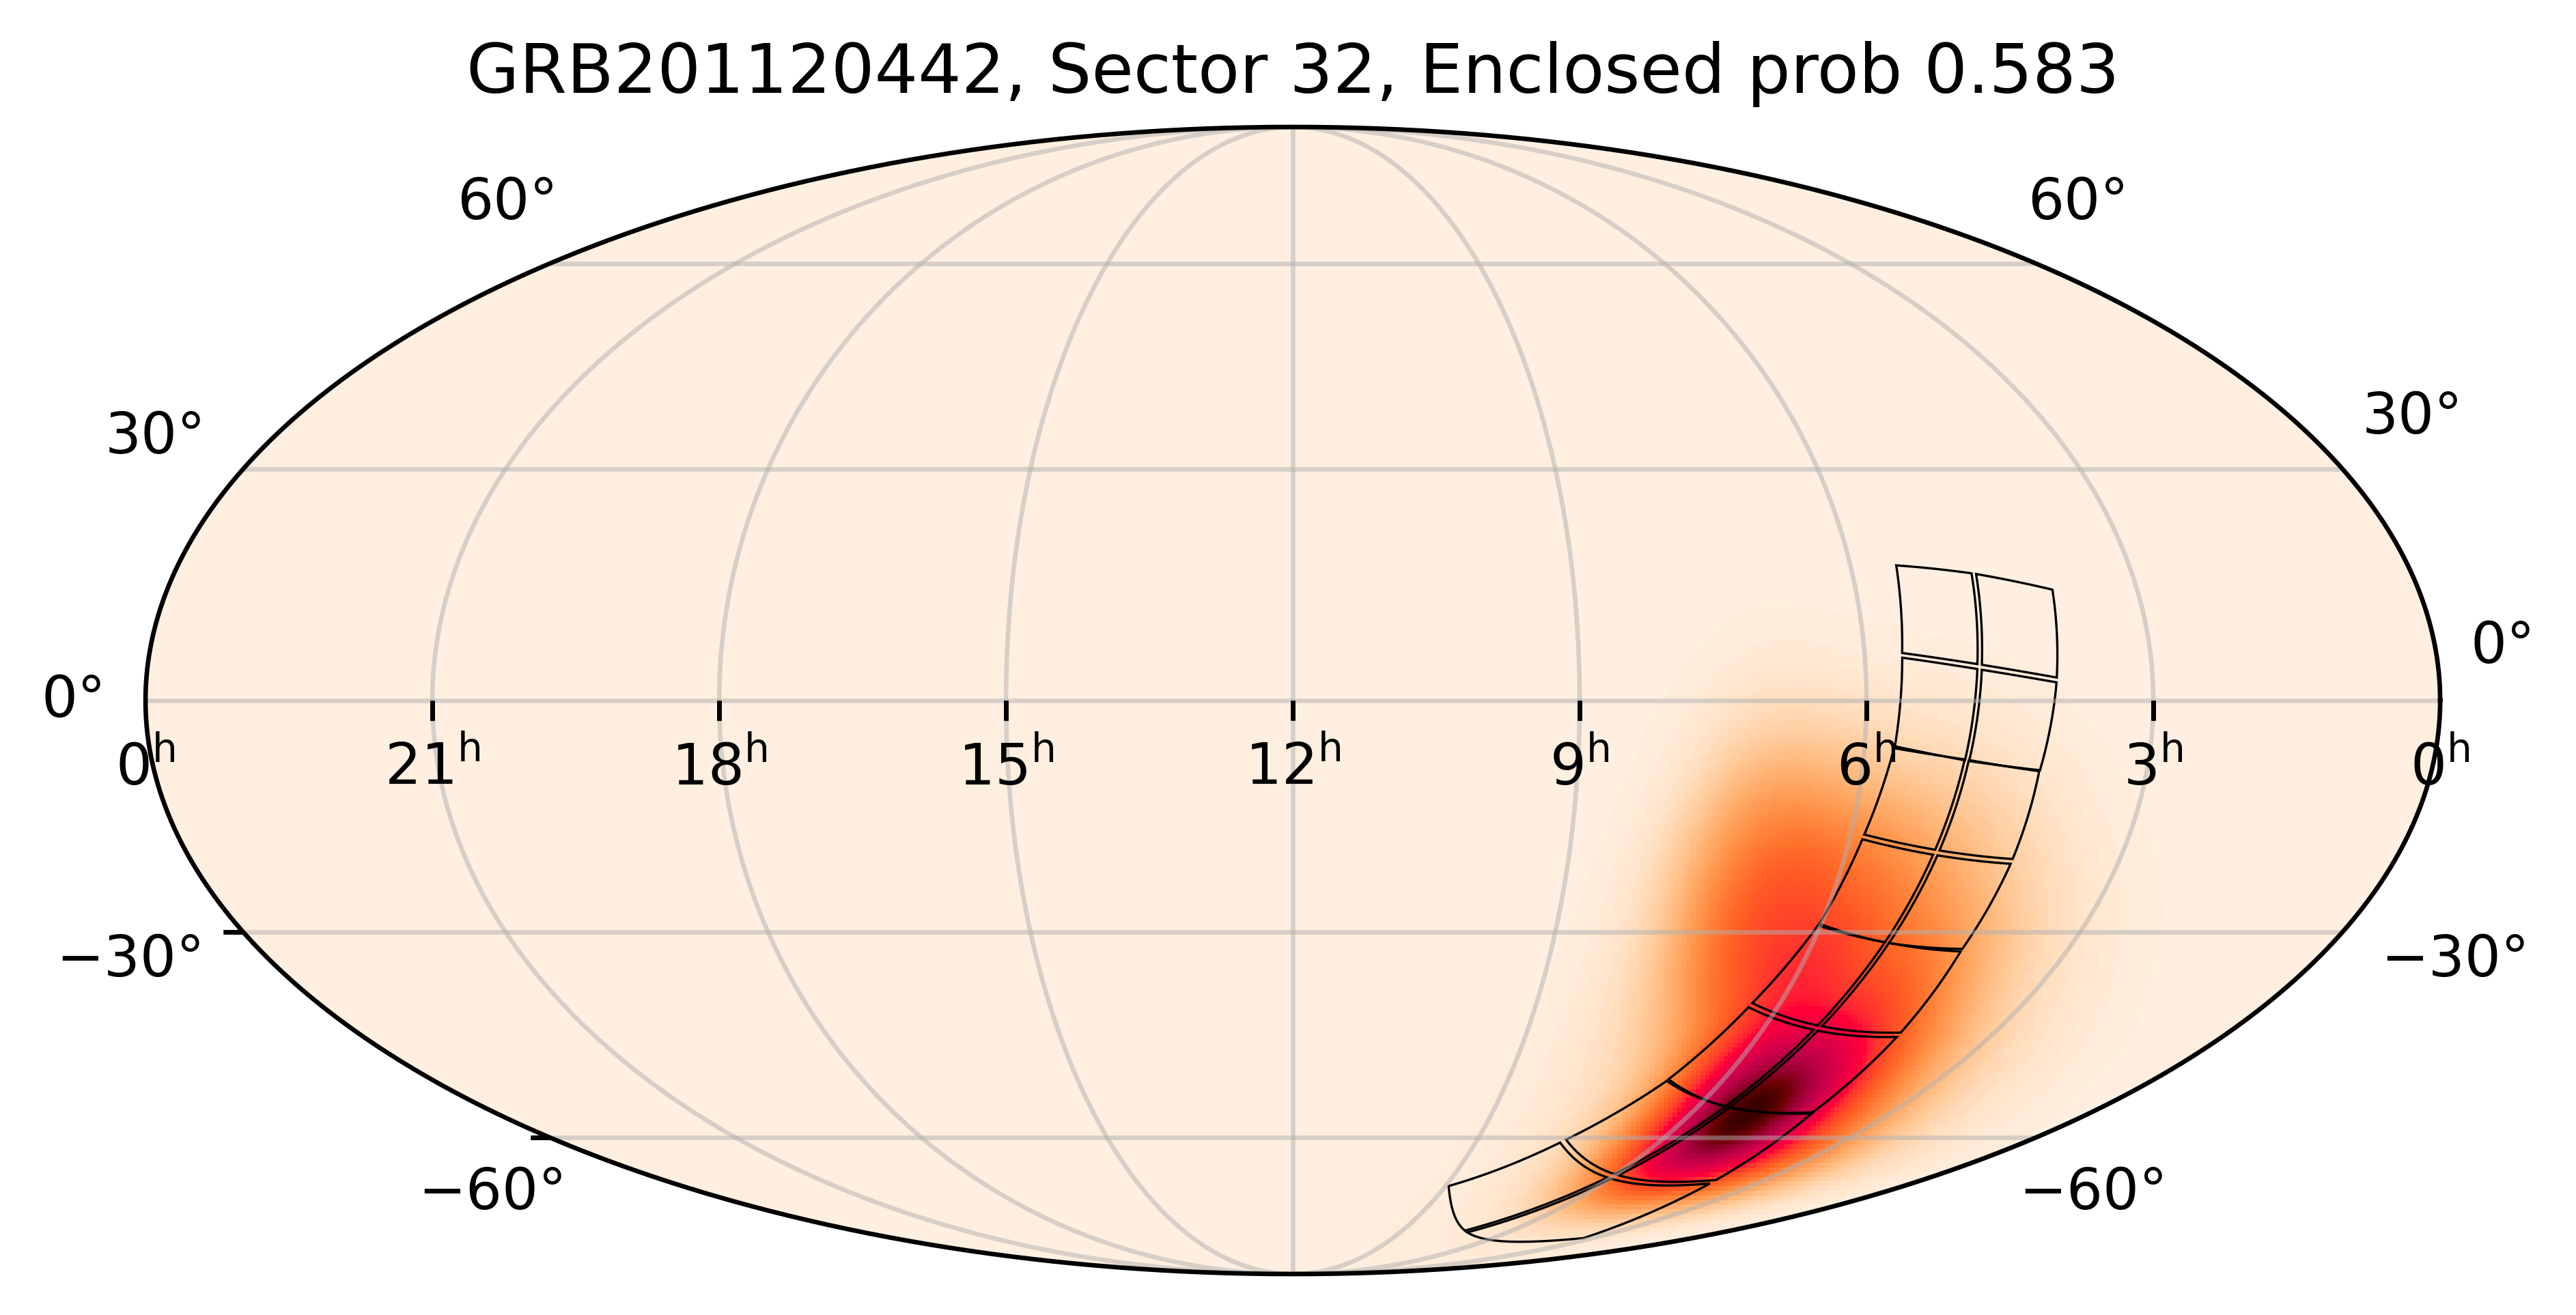 GRB201120442, Sector 32, Enclosed prob 0.583
60° 60°
30° 30°
0° 0°
0ʰ 21ʰ 18ʰ 15ʰ 12ʰ 9ʰ 6ʰ 3ʰ 0ʰ
−30° −30°
−60° −60°